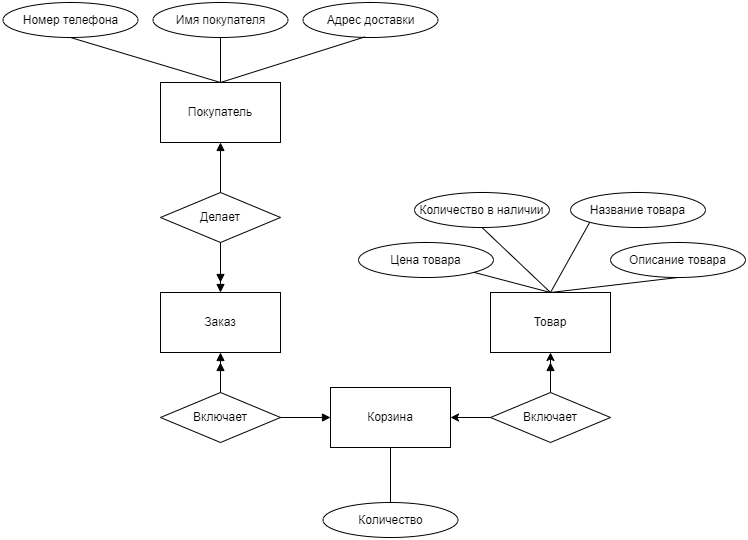 Номер телефона
Имя покупателя
Адрес доставки
Покупатель
Делает
Количество в наличии
Название товара
Цена товара
Описание товара
Заказ
Товар
Включает
Корзина
Включает
Количество